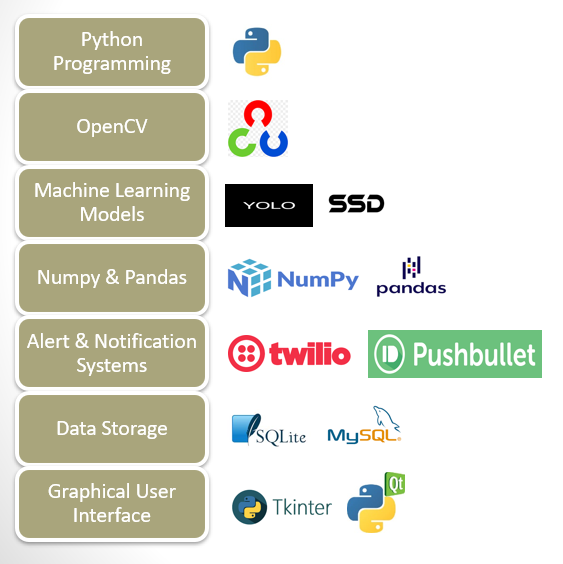 Python
Programming
OpenCV
Machine Learning
Models
YOLO
SSD
Numpy & Pandas
NumPy
pandas
Alert & Notification
Systems
twilio
Pushbullet
Data Storage
SQLite
MySQL
Graphical User
Interface
Tkinter
Qt